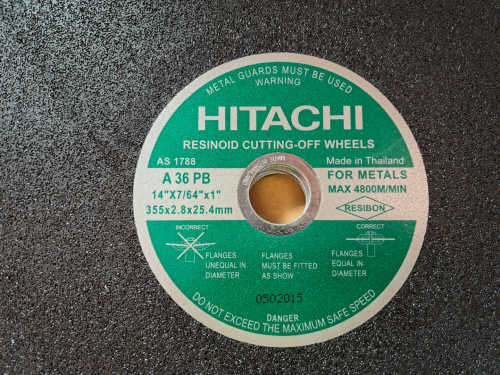 METAL GUARDS MUST BE USED
WARNING
HITACHI
RESINOID CUTTING-OFF WHEELS
AS 1788
Made in Thailand
A 36 PB
FOR METALS
14"X7/64"x1"
MAX 4800M/MIN
355x2.8x25.4mm
RESIBON
INCORRECT
CORRECT
FLANGES
UNEQUAL IN
DIAMETER
FLANGES
MUST BE FITTED
AS SHOW
FLANGES
EQUAL IN
DIAMETER
0502015
DANGER
DO NOT EXCEED THE MAXIMUM SAFE SPEED